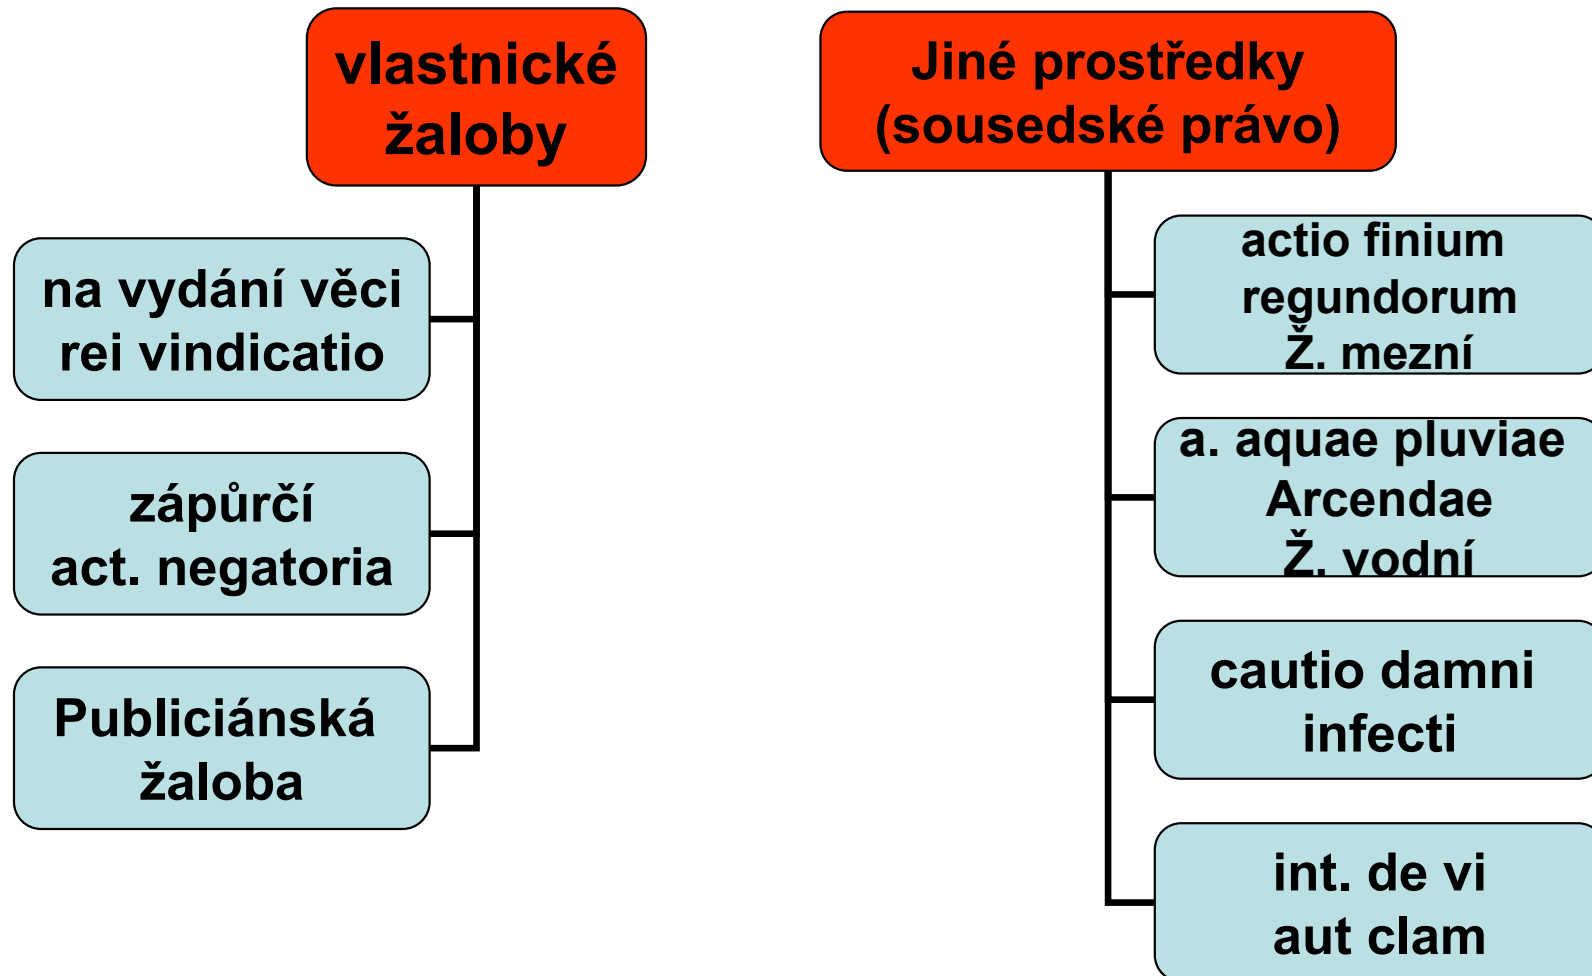 vlastnické
žaloby
na vydání věci
rei vindicatio
zápůrčí
act. negatoria
Publiciánská
žaloba
Jiné prostředky
(sousedské právo)
actio finium
regundorum
Ž. mezní
a. aquae pluviae
Arcendae
Ž. vodní
cautio damni
infecti
int. de vi
aut clam